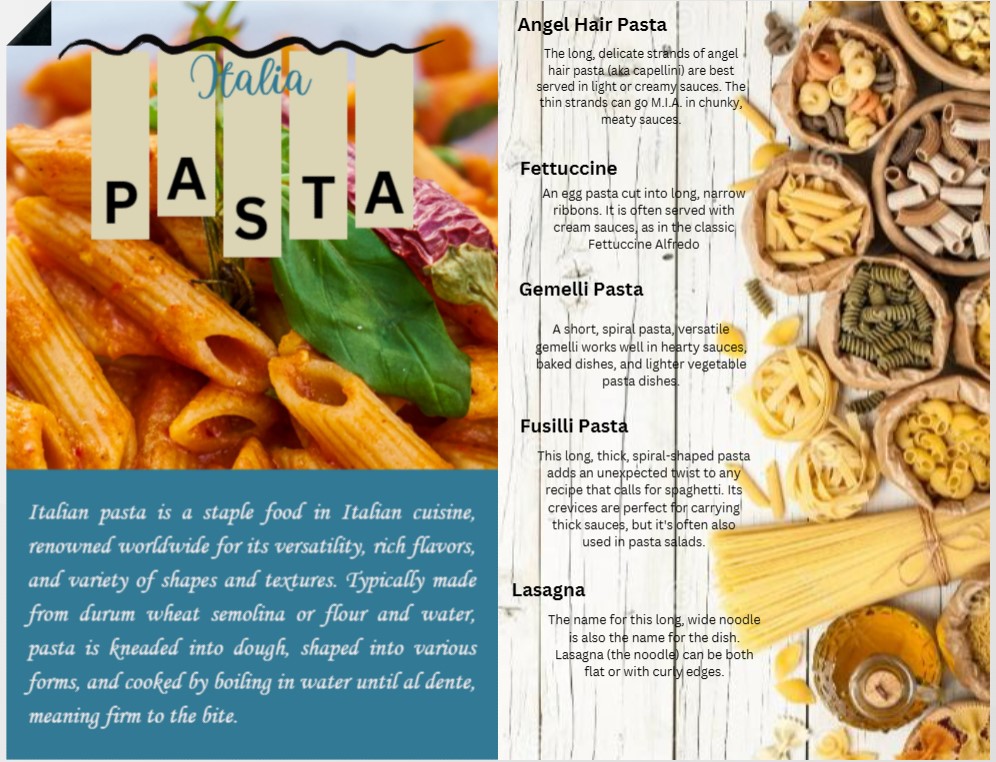 Italia
PASTA
Italian pasta is a staple food in Italian cuisine,
renowned worldwide for its versatility, rich flavors,
and variety of shapes and textures. Typically made
from durum wheat semolina or flour and water,
pasta is kneaded into dough, shaped into various
forms, and cooked by boiling in water until al dente,
meaning firm to the bite.
Angel Hair Pasta
The long, delicate strands of angel
hair pasta (aka capellini) are best
served in light or creamy sauces. The
thin strands can go M.I.A. in chunky,
meaty sauces.
Fettuccine
An egg pasta cut into long, narrow
ribbons. It is often served with
cream sauces, as in the classic
Fettuccine Alfredo
Gemelli Pasta
A short, spiral pasta, versatile
gemelli works well in hearty sauces,
baked dishes, and lighter vegetable
pasta dishes.
Fusilli Pasta
This long, thick, spiral-shaped pasta
adds an unexpected twist to any
recipe that calls for spaghetti. Its
crevices are perfect for carrying
thick sauces, but it's often also
used in pasta salads.
Lasagna
The name for this long, wide noodle
is also the name for the dish.
Lasagna (the noodle) can be both
flat or with curly edges.